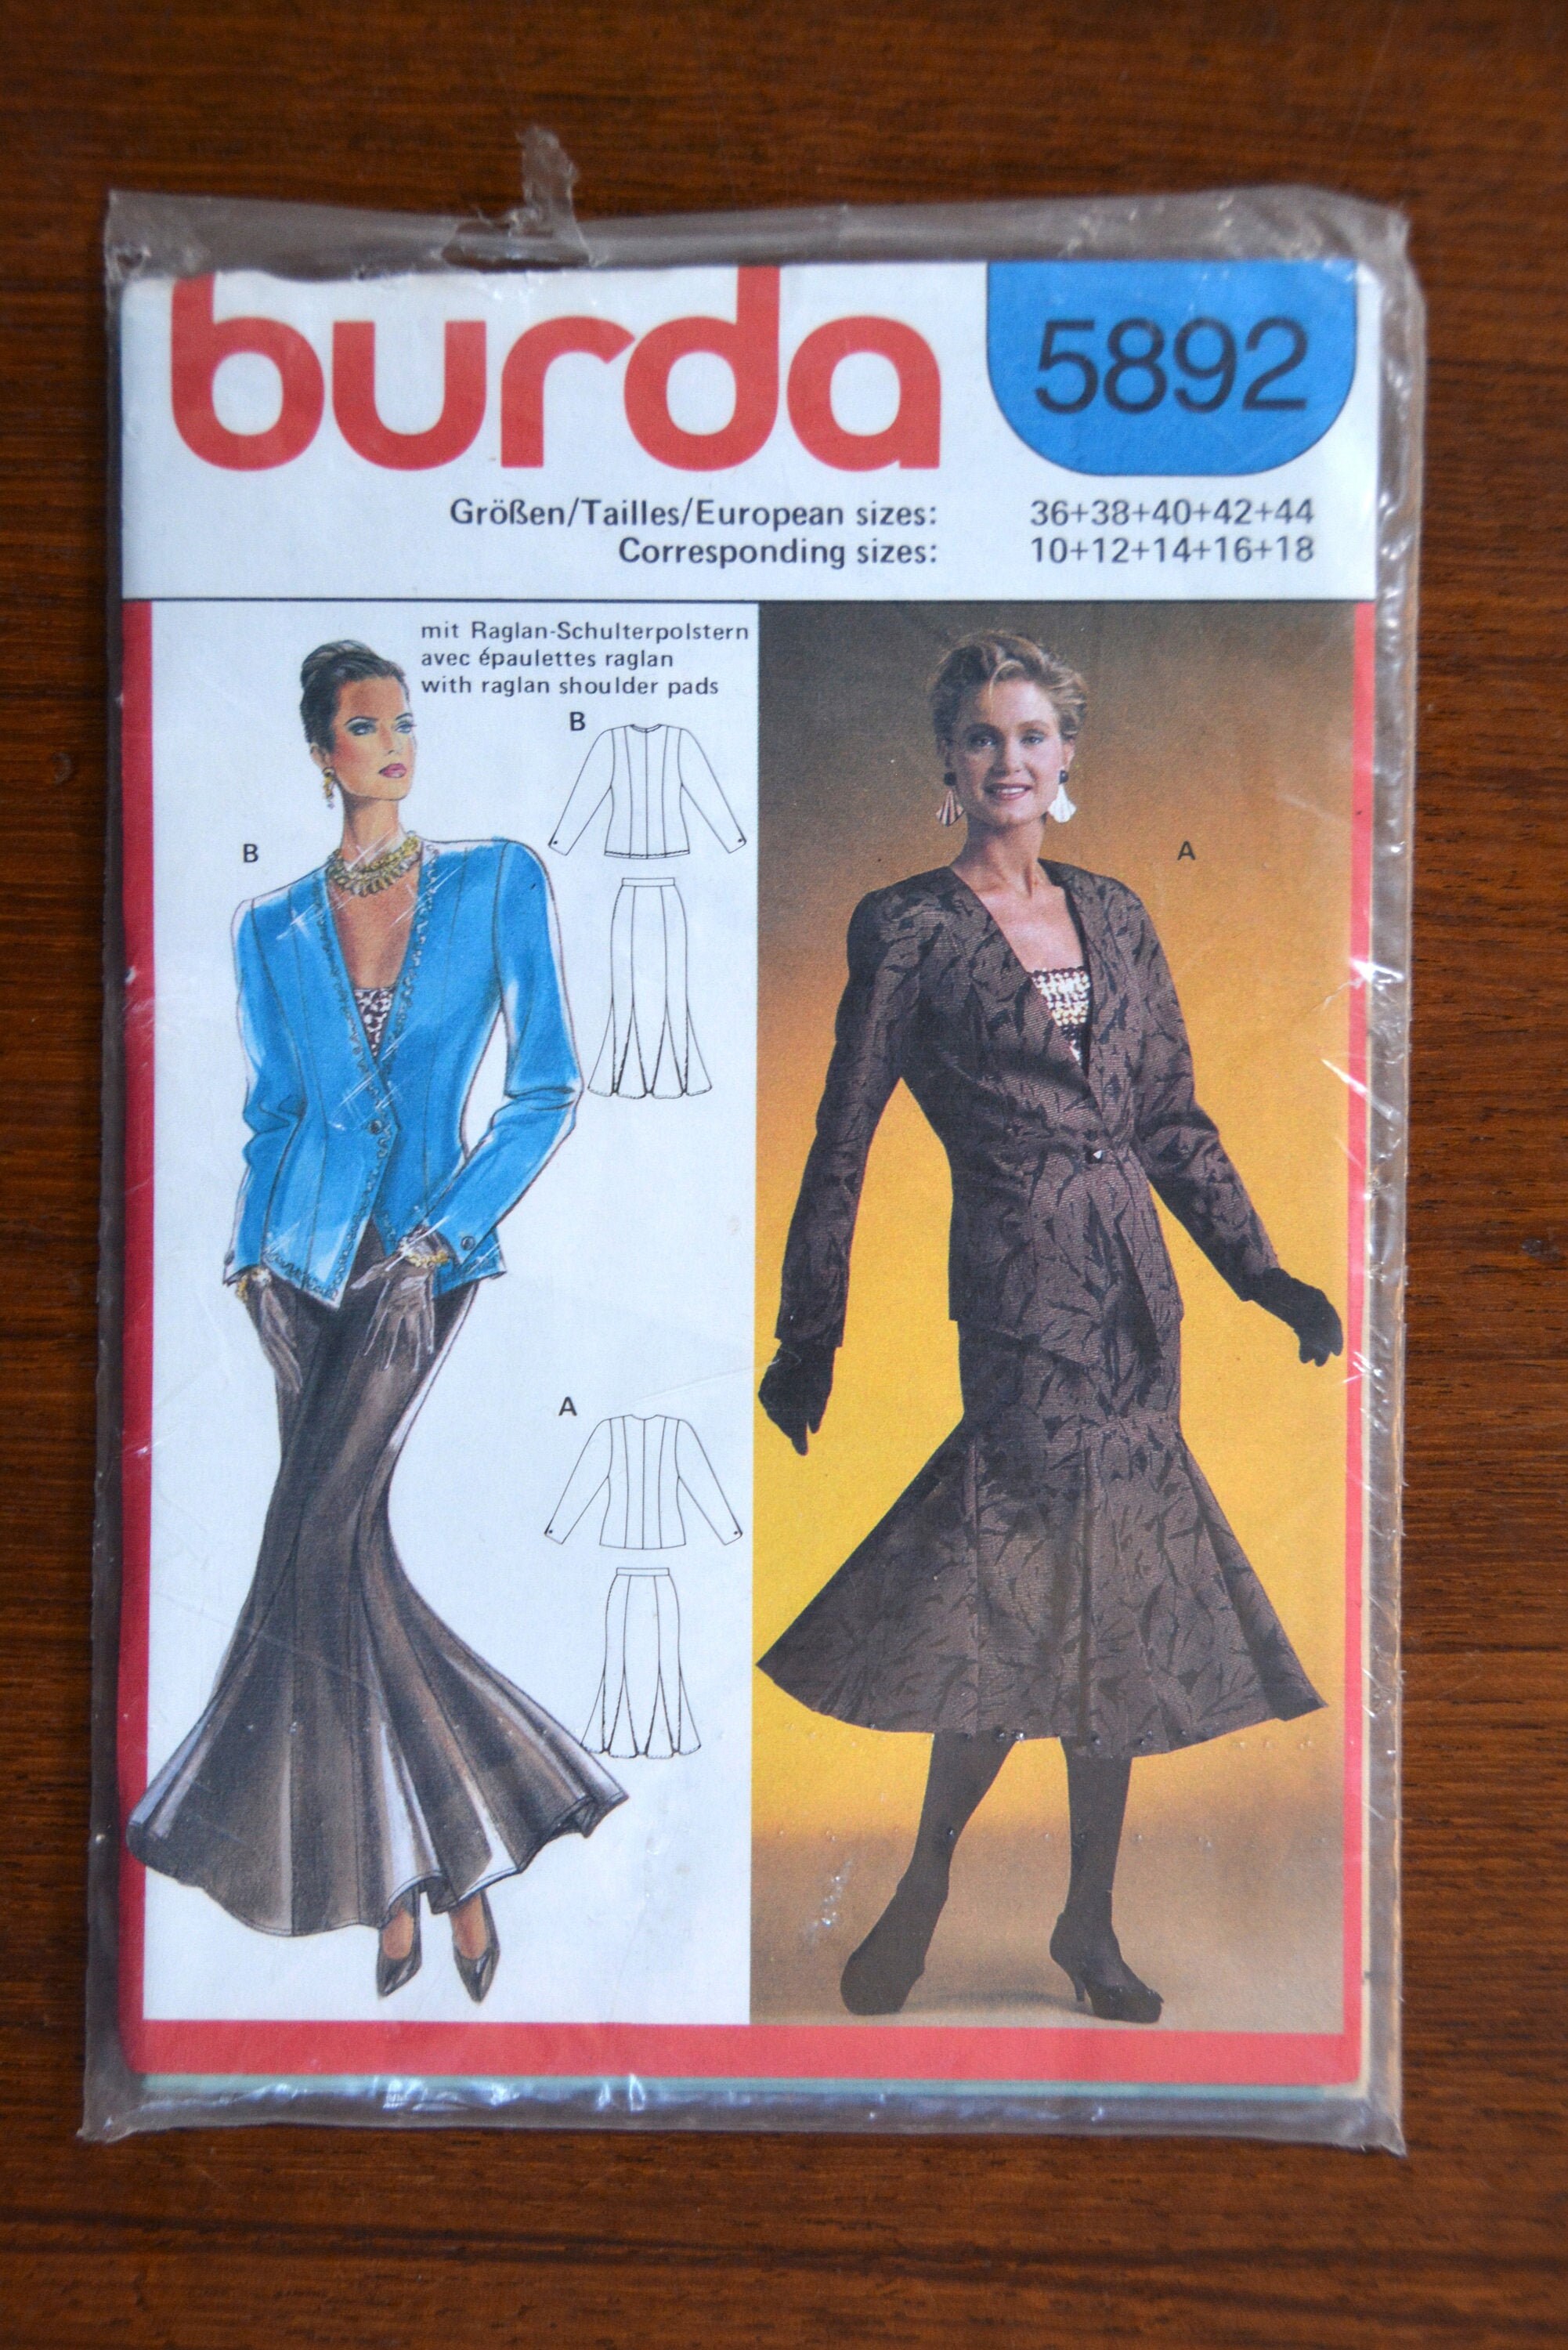 burda
5892
Größen/Tailles/European sizes: 36+38+40+42+44
Corresponding sizes: 10+12+14+16+18
mit Raglan-Schulterpolstern
avec épaulettes raglan
with raglan shoulder pads
B
B
A
A